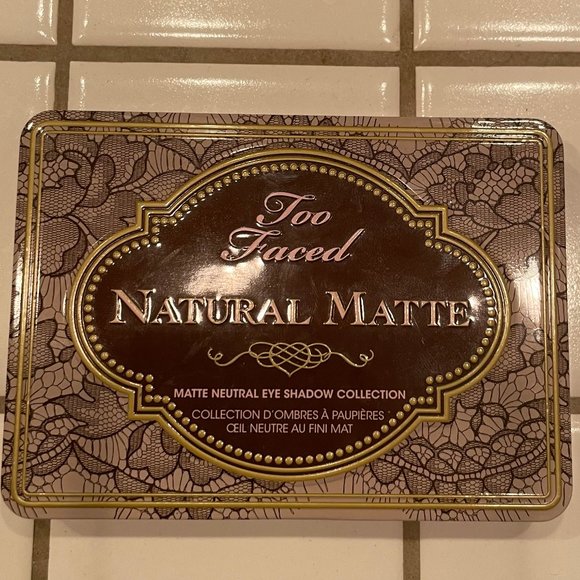 Too
Faced
NATURAL MATTE
MATTE NEUTRAL EYE SHADOW COLLECTION
COLLECTION D'OMBRES À PAUPIÈRES
ŒIL NEUTRE AU FINI MAT